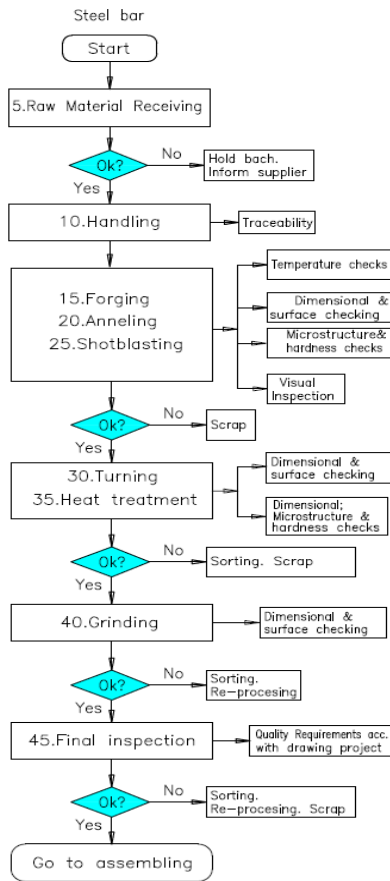 Steel bar
Start
5.Raw Material Receiving
Ok?
No
Hold bach.
Inform supplier
Yes
10.Handling
Traceability
15.Forging
20.Anneling
25.Shotblasting
Temperature checks
Dimensional &
surface checking
Microstructure&
hardness checks
Visual
Inspection
Ok?
No
Scrap
Yes
30.Turning
35.Heat treatment
Dimensional &
surface checking
Dimensional;
Microstructure &
hardness checks
Ok?
No
Sorting. Scrap
Yes
40.Grinding
Dimensional &
surface checking
Ok?
No
Sorting.
Re-procesing
Yes
45.Final inspection
Quality Requirements acc.
with drawing project
Ok?
No
Sorting.
Re-procesing. Scrap
Yes
Go to assembling